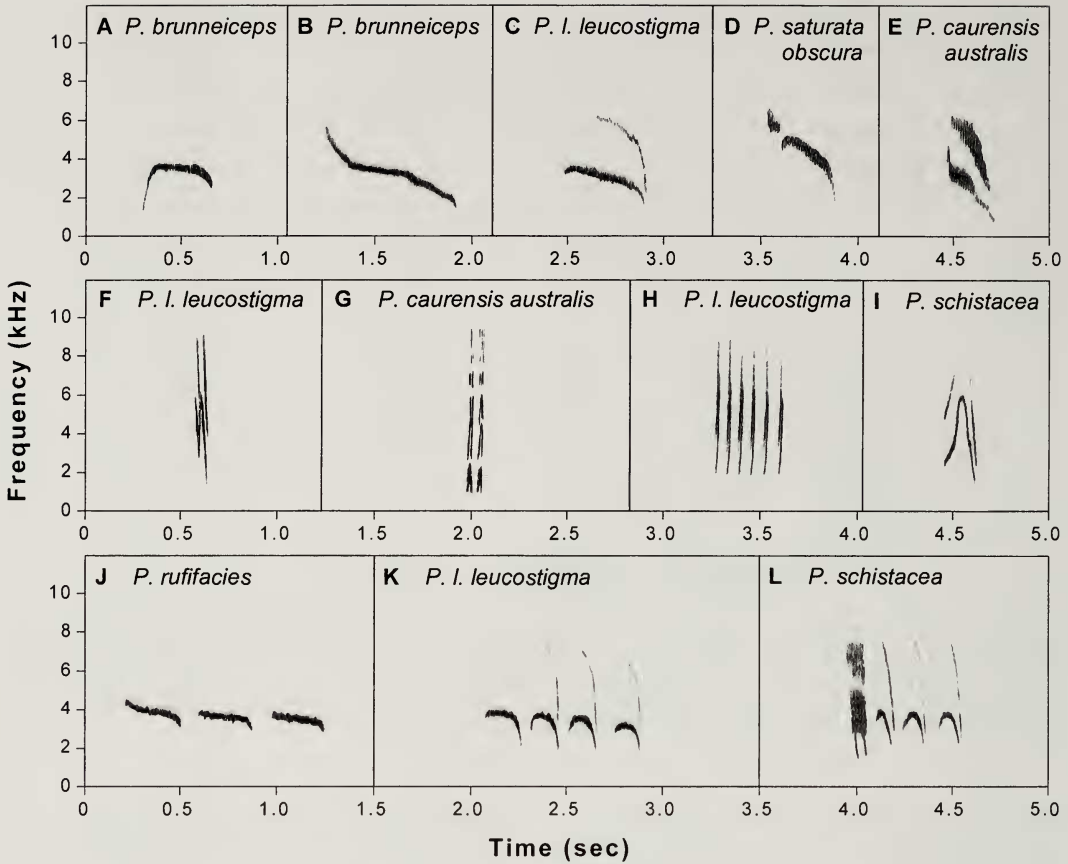 A P. brunneiceps
B P. brunneiceps
C P. l. leucostigma
D P. saturata
obscura
E P. caurensis
australis
10
8
6
4
2
0
0 0.5 1.0 1.5 2.0 2.5 3.0 3.5 4.0 4.5 5.0
F P. l. leucostigma
G P. caurensis australis
H P. l. leucostigma
I P. schistacea
10
8
6
4
2
0
0 0.5 1.0 1.5 2.0 2.5 3.0 3.5 4.0 4.5 5.0
Frequency (kHz)
J P. rufifacies
K P. l. leucostigma
L P. schistacea
10
8
6
4
2
0
0 0.5 1.0 1.5 2.0 2.5 3.0 3.5 4.0 4.5 5.0
Time (sec)